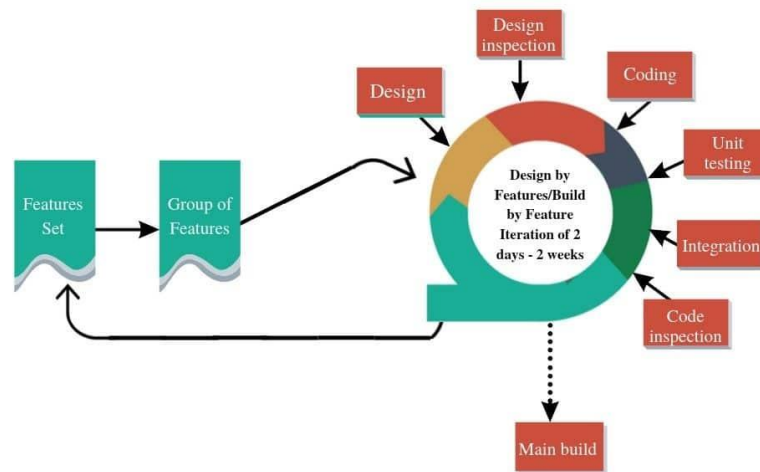 Features
Set
Group of
Features
Design
Design
inspection
Coding
Unit
testing
Integration
Code
inspection
Design by
Features/Build
by Feature
Iteration of 2
days - 2 weeks
Main build